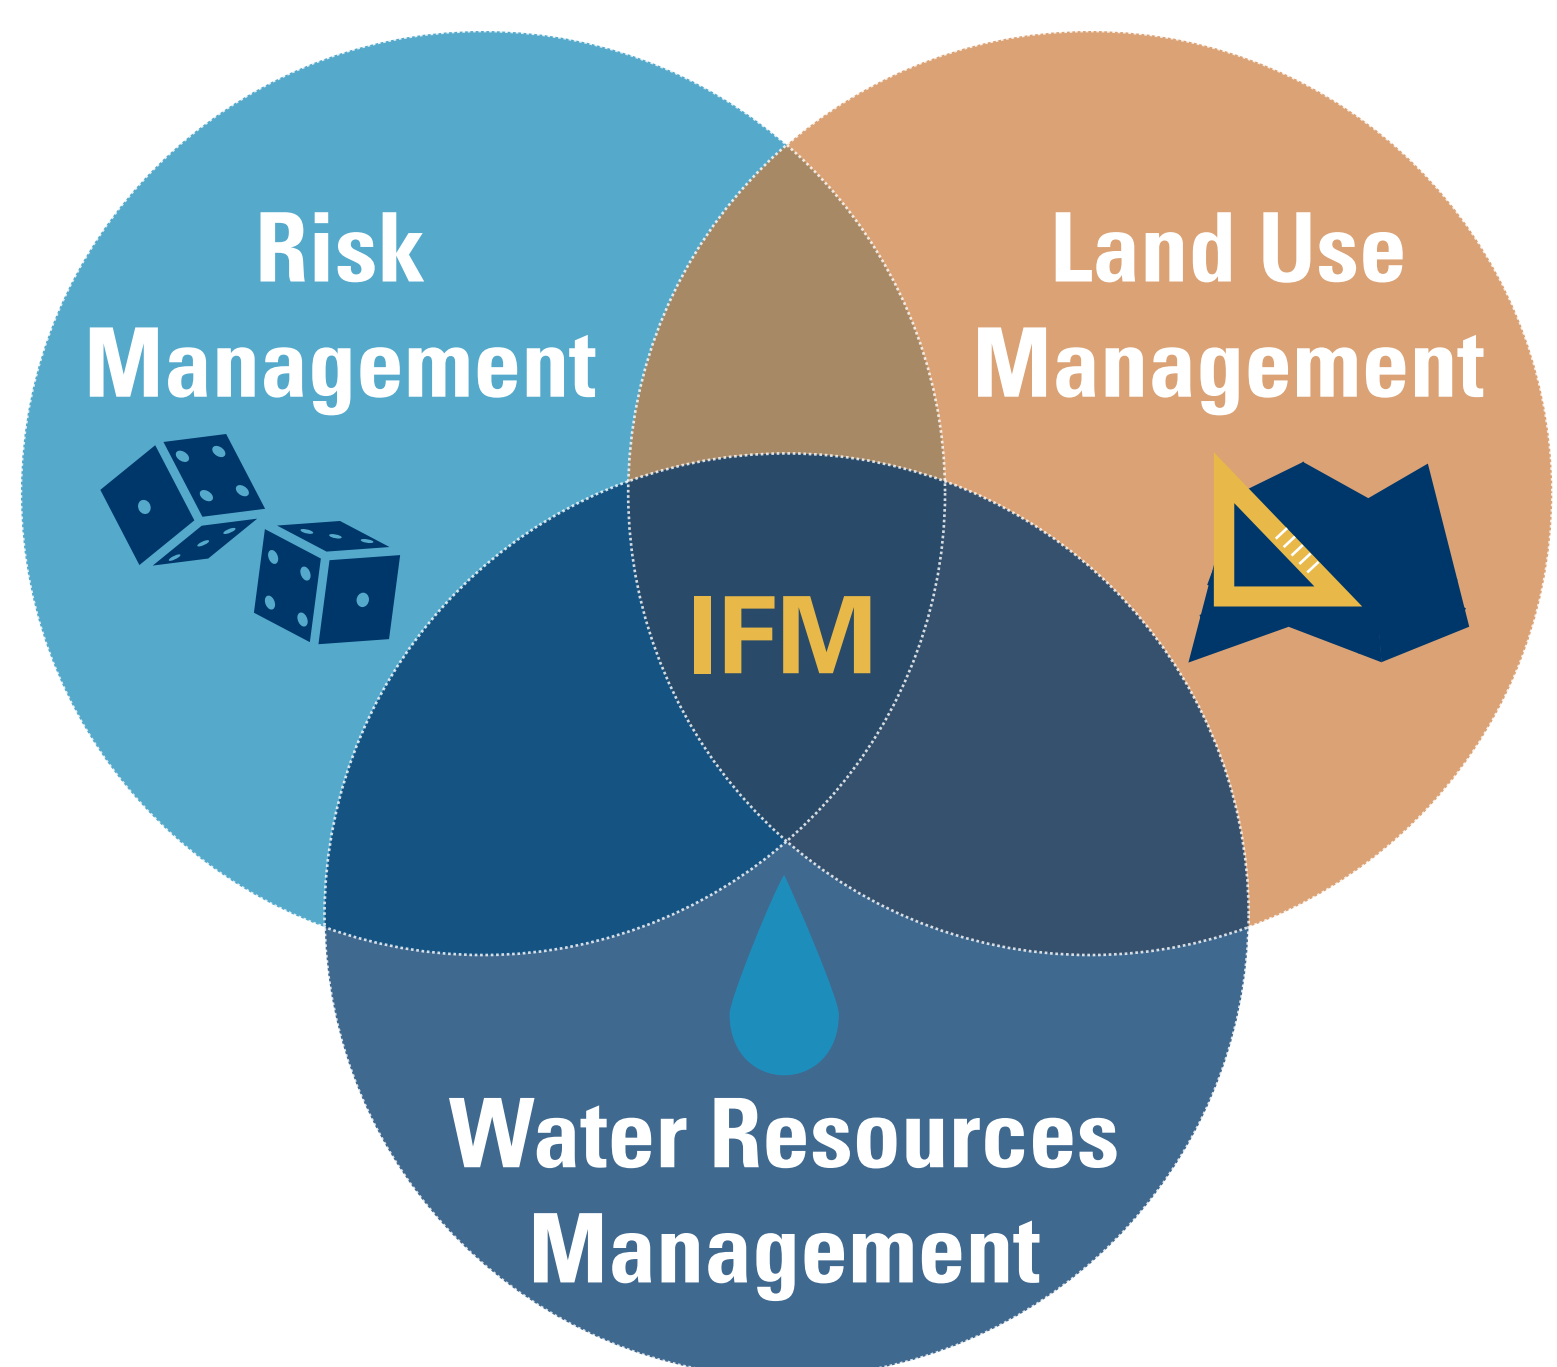 Risk
Management
Land Use
Management
IFM
Water Resources
Management